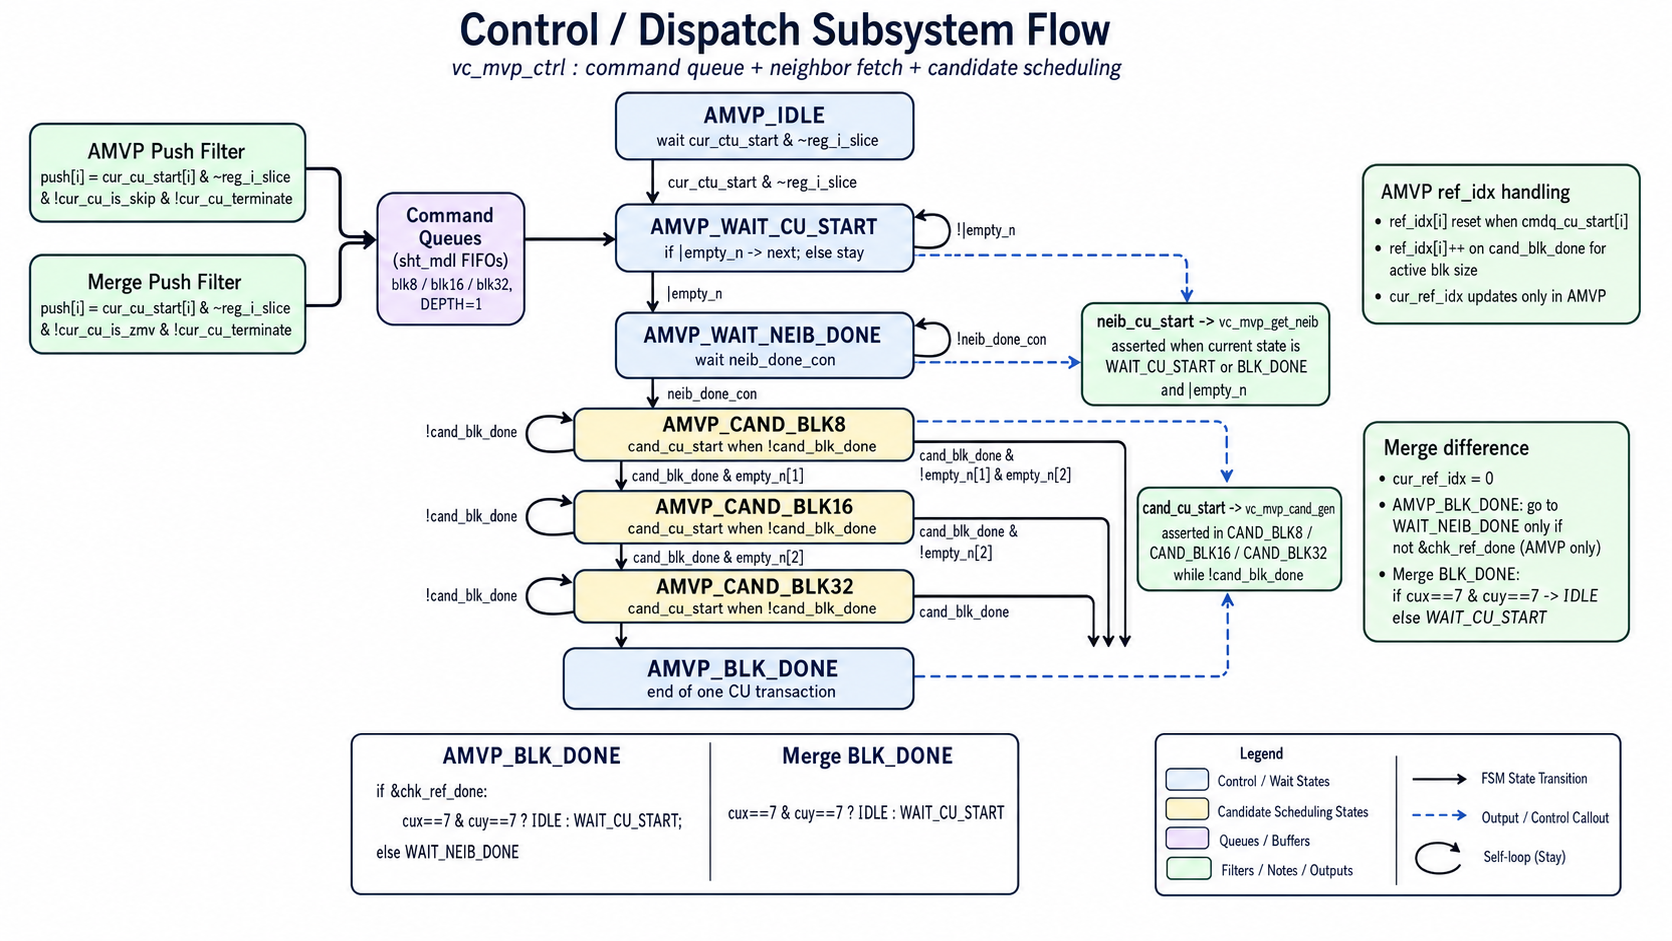 Control / Dispatch Subsystem Flow
vc_mvp_ctrl : command queue + neighbor fetch + candidate scheduling
AMVP Push Filter
push[i] = cur_cu_start[i] & ~reg_i_slice
& !cur_cu_is_skip & !cur_cu_terminate
Merge Push Filter
push[i] = cur_cu_start[i] & ~reg_i_slice
& !cur_cu_is_zmv & !cur_cu_terminate
Command
Queues
(sht_mdl FIFOs)
blk8 / blk16 / blk32,
DEPTH=1
AMVP_IDLE
wait cur_ctu_start & ~reg_i_slice
cur_ctu_start & ~reg_i_slice
AMVP_WAIT_CU_START
if |empty_n -> next; else stay
!|empty_n
|empty_n
AMVP_WAIT_NEIB_DONE
wait neib_done_con
!neib_done_con
neib_done_con
AMVP_CAND_BLK8
cand_cu_start when !cand_blk_done
!cand_blk_done
cand_blk_done &
!empty_n[1] & empty_n[2]
cand_blk_done & empty_n[1]
AMVP_CAND_BLK16
cand_cu_start when !cand_blk_done
!cand_blk_done
cand_blk_done &
!empty_n[2]
cand_blk_done & empty_n[2]
AMVP_CAND_BLK32
cand_cu_start when !cand_blk_done
!cand_blk_done
cand_blk_done
AMVP_BLK_DONE
end of one CU transaction
neib_cu_start -> vc_mvp_get_neib
asserted when current state is
WAIT_CU_START or BLK_DONE
and |empty_n
cand_cu_start -> vc_mvp_cand_gen
asserted in CAND_BLK8 /
CAND_BLK16 / CAND_BLK32
while !cand_blk_done
AMVP ref_idx handling
• ref_idx[i] reset when cmdq_cu_start[i]
• ref_idx[i]++ on cand_blk_done for
active blk size
• cur_ref_idx updates only in AMVP
Merge difference
• cur_ref_idx = 0
• AMVP_BLK_DONE: go to
WAIT_NEIB_DONE only if
not &chk_ref_done (AMVP only)
• Merge BLK_DONE:
if cux==7 & cuy==7 -> IDLE
else WAIT_CU_START
AMVP_BLK_DONE
if &chk_ref_done:
cux==7 & cuy==7 ? IDLE : WAIT_CU_START;
else WAIT_NEIB_DONE
Merge BLK_DONE
cux==7 & cuy==7 ? IDLE : WAIT_CU_START
Legend
Control / Wait States
Candidate Scheduling States
Queues / Buffers
Filters / Notes / Outputs
FSM State Transition
Output / Control Callout
Self-loop (Stay)